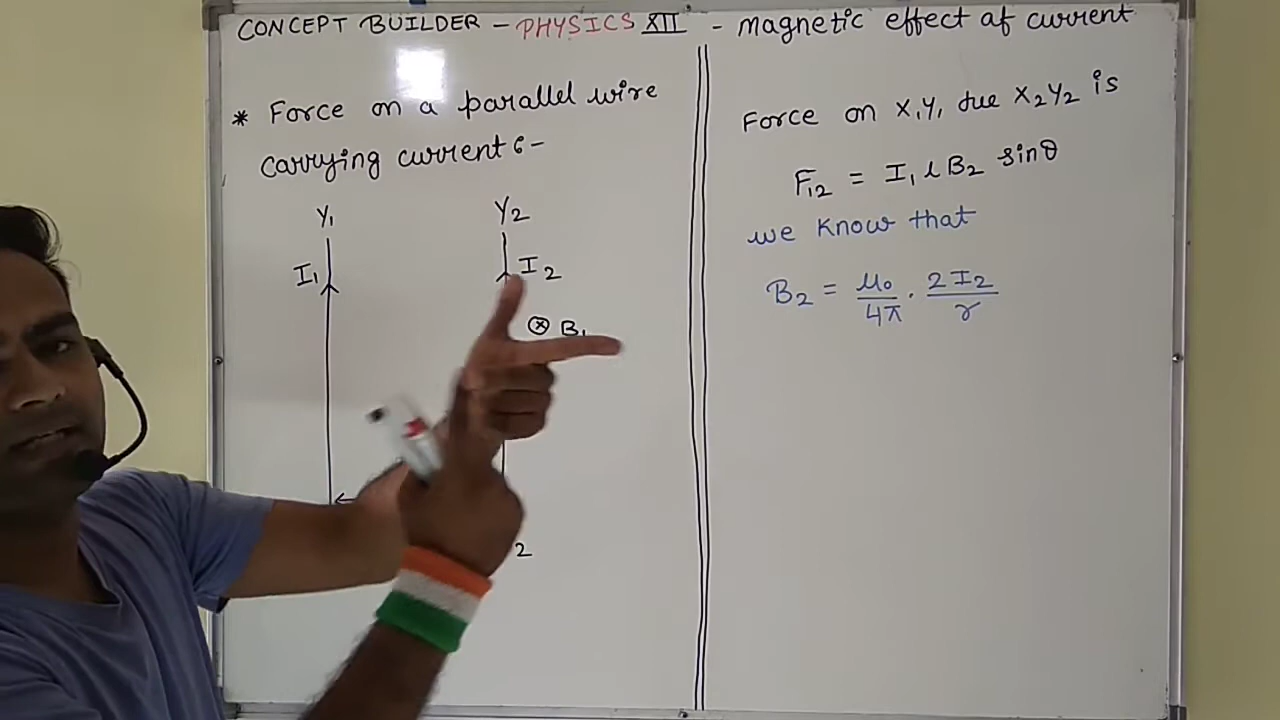 CONCEPT BUILDER - PHYSICS XII - magnetic effect of current
* Force on a parallel wire
carrying current :-
Y₁
Y₂
I₁
I₂
⊗ B₁
2
Force on X₁Y₁ due X₂Y₂ is
F₁₂ = I₁ l B₂ sinθ
we know that
B₂ = μ₀/4π · 2I₂/r